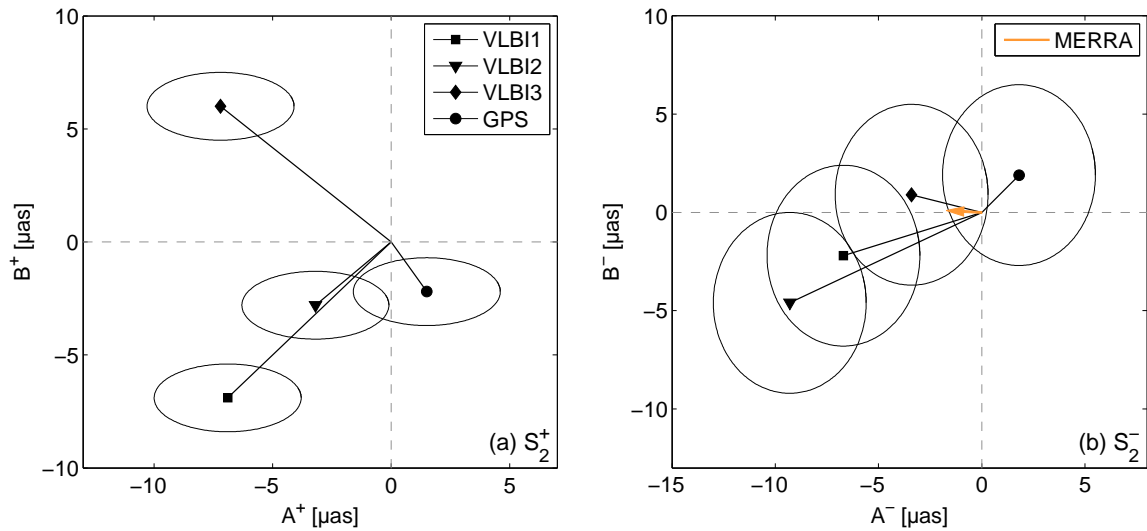 10
5
0
−5
−10
B⁺ [µas]
−10
−5
0
5
A⁺ [µas]
VLBI1
VLBI2
VLBI3
GPS
(a) S₂⁺
10
5
0
−5
−10
B⁻ [µas]
−15
−10
−5
0
5
A⁻ [µas]
MERRA
(b) S₂⁻